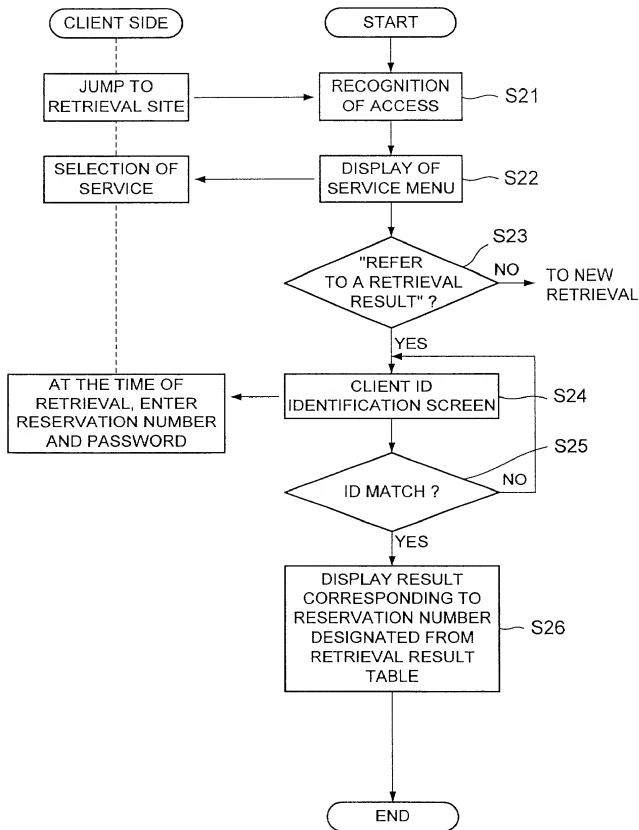 CLIENT SIDE
START
JUMP TO
RETRIEVAL SITE
RECOGNITION
OF ACCESS
S21
SELECTION OF
SERVICE
DISPLAY OF
SERVICE MENU
S22
S23
"REFER
TO A RETRIEVAL
RESULT" ?
NO
TO NEW
RETRIEVAL
YES
AT THE TIME OF
RETRIEVAL, ENTER
RESERVATION NUMBER
AND PASSWORD
CLIENT ID
IDENTIFICATION SCREEN
S24
S25
ID MATCH ?
NO
YES
DISPLAY RESULT
CORRESPONDING TO
RESERVATION NUMBER
DESIGNATED FROM
RETRIEVAL RESULT
TABLE
S26
END